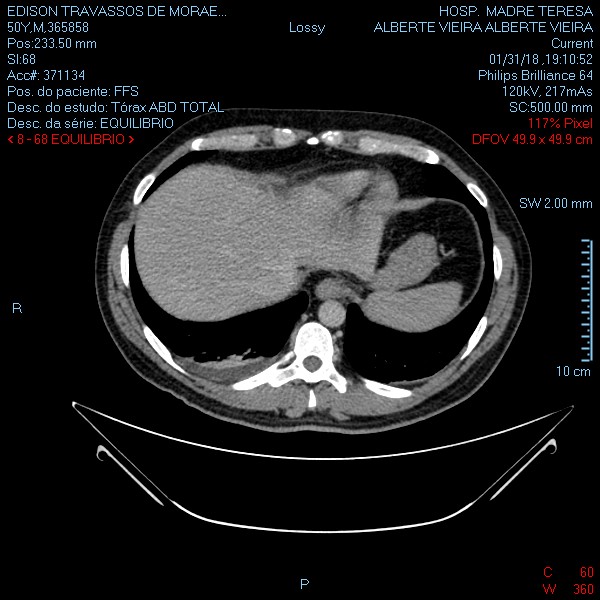 EDISON TRAVASSOS DE MORAE...
50Y,M,365858
Pos:233.50 mm
SI:68
Acc#: 371134
Pos. do paciente: FFS
Desc. do estudo: Tórax ABD TOTAL
Desc. da série: EQUILIBRIO
< 8 - 68 EQUILIBRIO >
Lossy
HOSP. MADRE TERESA
ALBERTE VIEIRA ALBERTE VIEIRA
Current
01/31/18 ,19:10:52
Philips Brilliance 64
120kV, 217mAs
SC:500.00 mm
117% Pixel
DFOV 49.9 x 49.9 cm
SW 2.00 mm
R
10 cm
P
C 60
W 360